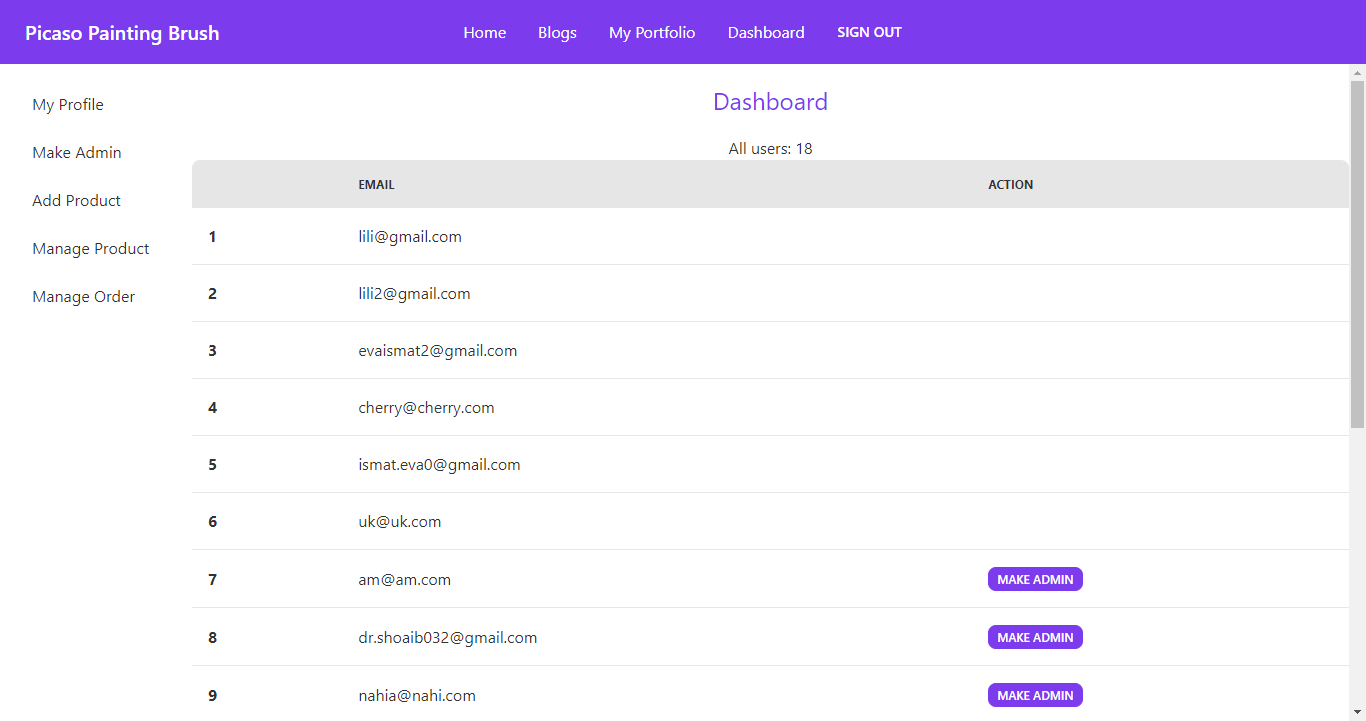 Picaso Painting Brush Home Blogs My Portfolio Dashboard SIGN OUT
My Profile
Make Admin
Add Product
Manage Product
Manage Order
Dashboard
All users: 18
EMAIL ACTION
1 lili@gmail.com
2 lili2@gmail.com
3 evaismat2@gmail.com
4 cherry@cherry.com
5 ismat.eva0@gmail.com
6 uk@uk.com
7 am@am.com MAKE ADMIN
8 dr.shoaib032@gmail.com MAKE ADMIN
9 nahia@nahi.com MAKE ADMIN